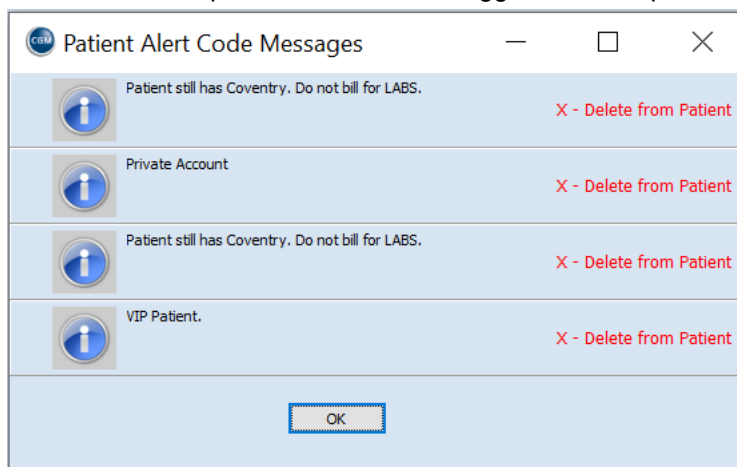 CGM Patient Alert Code Messages
Patient still has Coventry. Do not bill for LABS.
X - Delete from Patient
Private Account
X - Delete from Patient
Patient still has Coventry. Do not bill for LABS.
X - Delete from Patient
VIP Patient.
X - Delete from Patient
OK